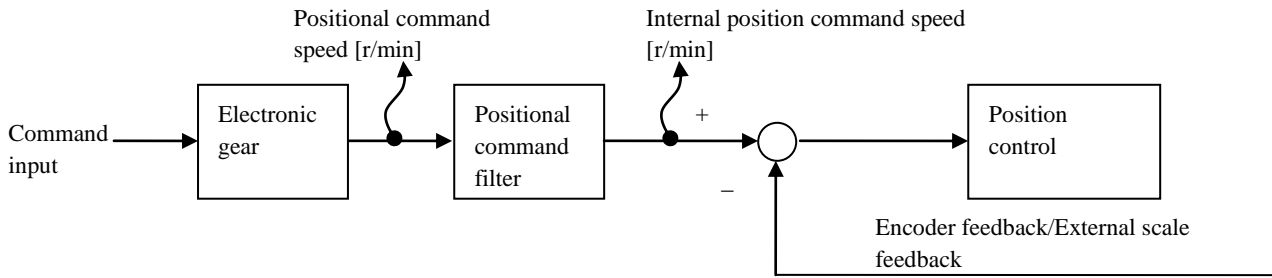 Positional command
speed [r/min]
Internal position command speed
[r/min]
Command
input
Electronic
gear
Positional
command
filter
+
−
Position
control
Encoder feedback/External scale
feedback